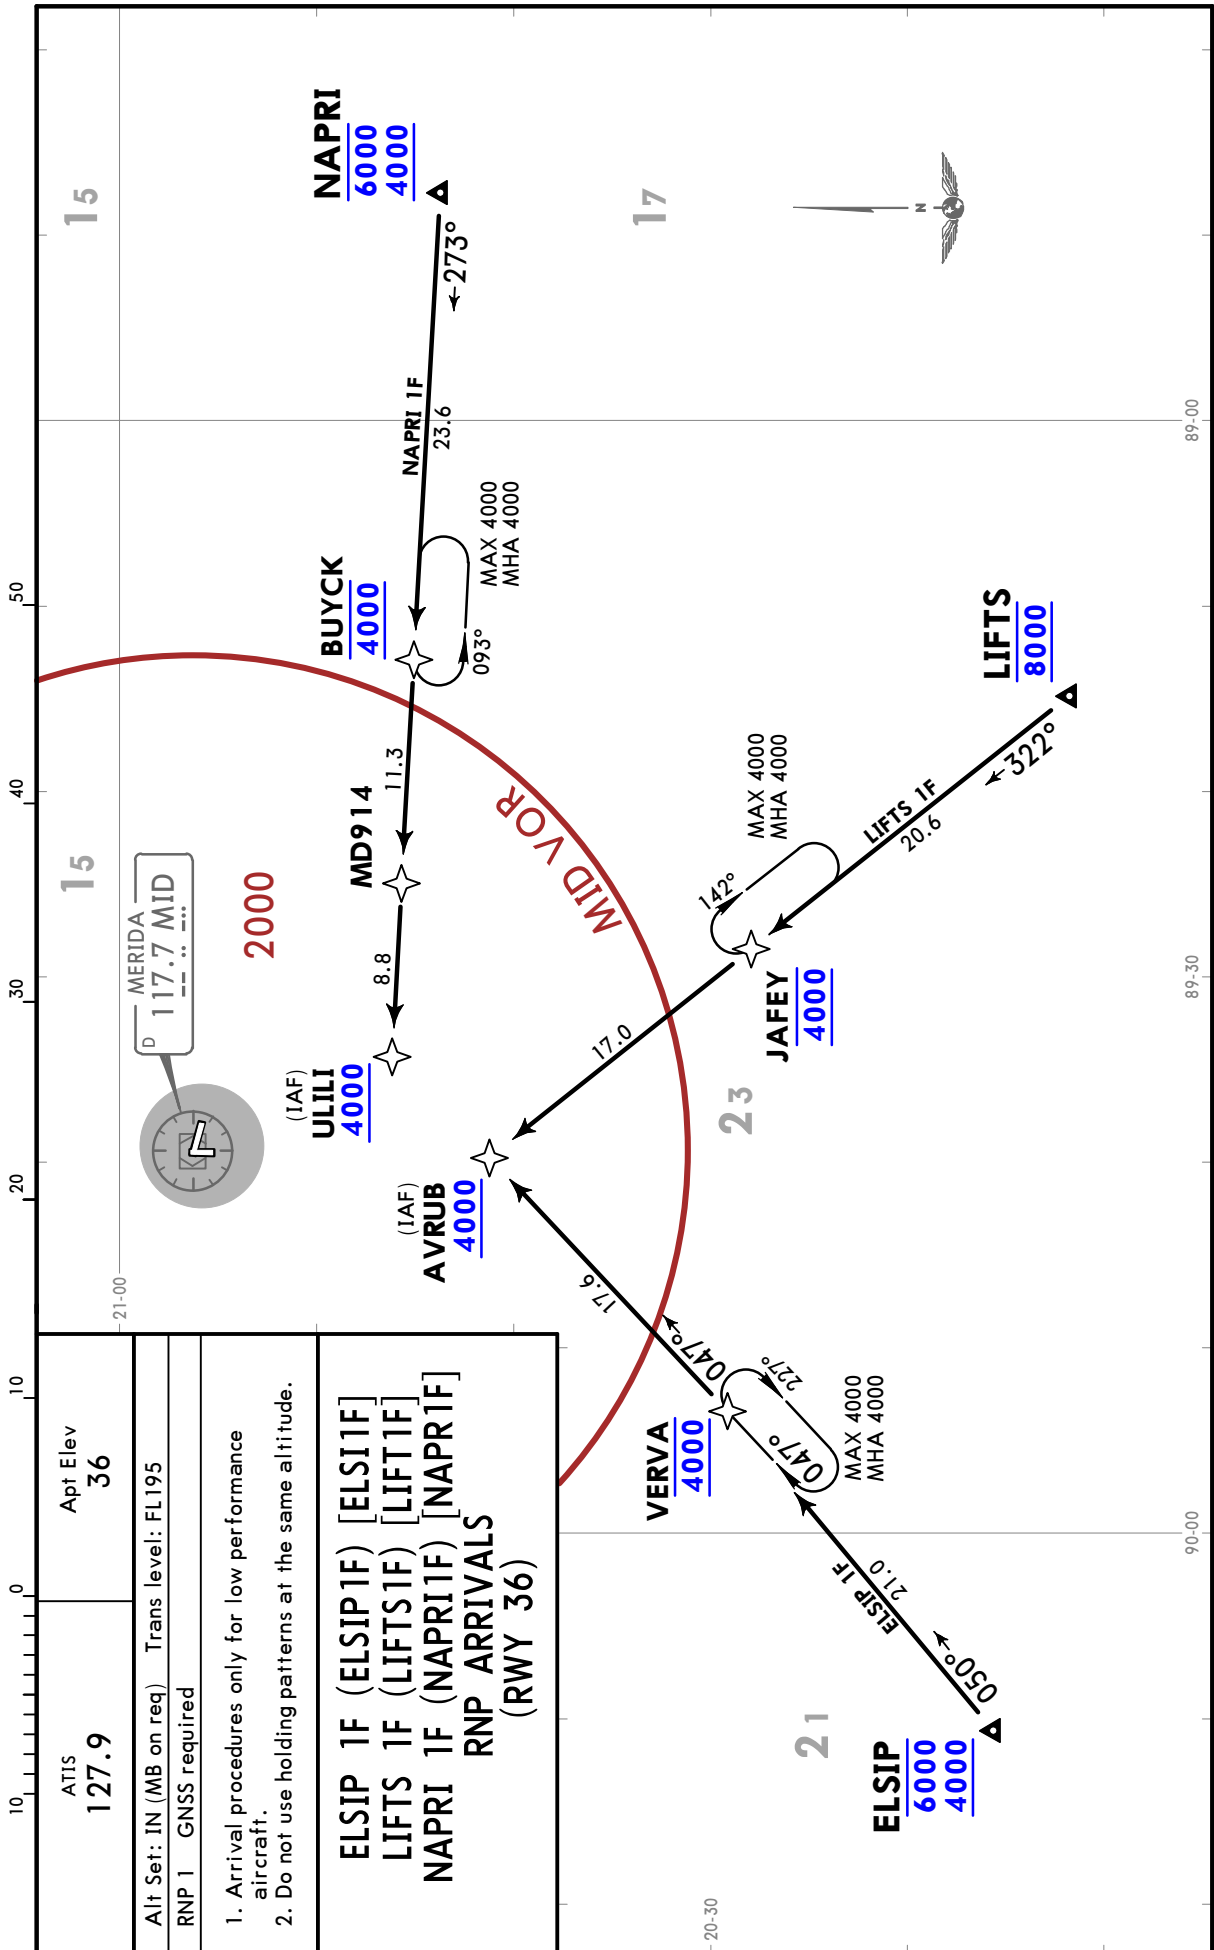 10
0
10
20
30
40
50
ATIS
127.9
Apt Elev
36
Alt Set: IN (MB on req)   Trans level: FL195
RNP 1   GNSS required
1. Arrival procedures only for low performance
aircraft.
2. Do not use holding patterns at the same altitude.
ELSIP 1F (ELSIP1F) [ELSI1F]
LIFTS 1F (LIFTS1F) [LIFT1F]
NAPRI 1F (NAPRI1F) [NAPR1F]
RNP ARRIVALS
(RWY 36)
21-00
15
15
D
MERIDA
117.7 MID
2000
MID VOR
NAPRI
6000
4000
273°
NAPRI 1F
23.6
BUYCK
4000
MAX 4000
MHA 4000
093°
11.3
MD914
8.8
(IAF)
ULILI
4000
(IAF)
AVRUB
4000
17
N
17.0
17.6
142°
MAX 4000
MHA 4000
JAFEY
4000
LIFTS 1F
20.6
322°
LIFTS
8000
23
VERVA
4000
047°
227°
047°
MAX 4000
MHA 4000
ELSIP 1F
21.0
050°
ELSIP
6000
4000
21
20-30
90-00
89-30
89-00